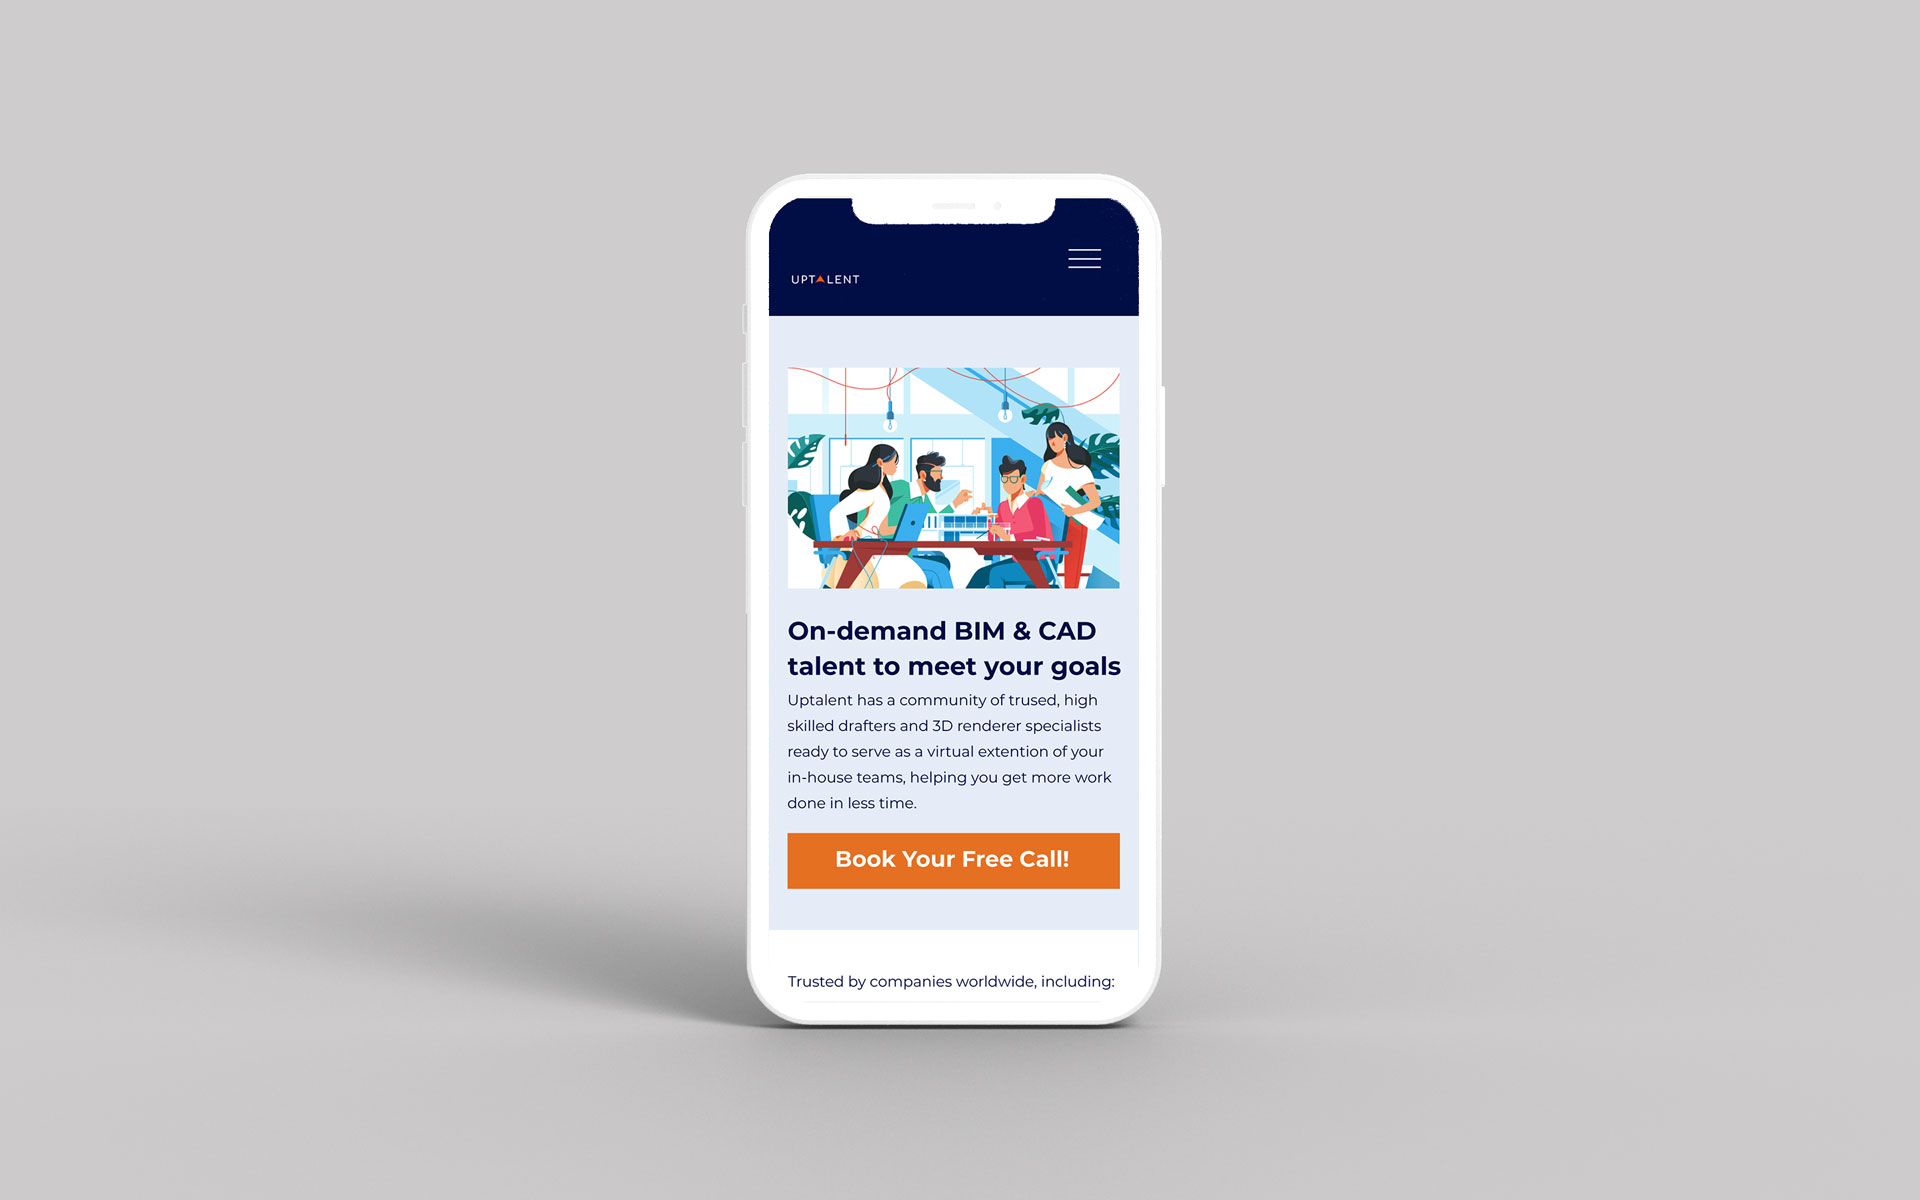 UPTALENT
On-demand BIM & CAD
talent to meet your goals
Uptalent has a community of trused, high
skilled drafters and 3D renderer specialists
ready to serve as a virtual extention of your
in-house teams, helping you get more work
done in less time.
Book Your Free Call!
Trusted by companies worldwide, including: